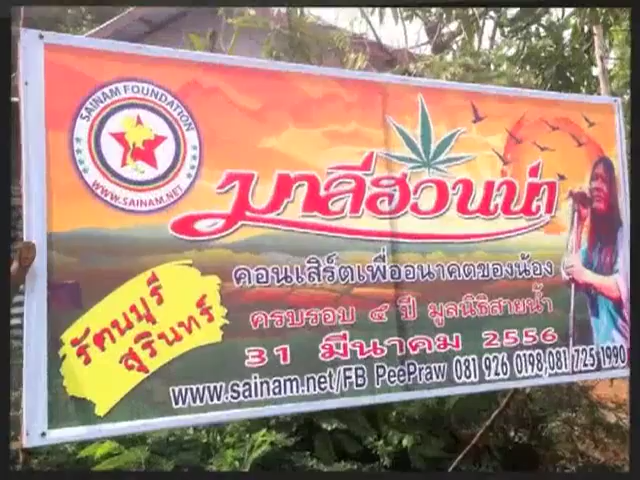 SAINAM FOUNDATION
WWW.SAINAM.NET
มาลีฮวนน่า
คอนเสิร์ตเพื่ออนาคตของน้อง
ครบรอบ ๕ ปี มูลนิธิสายน้ำ
31 มีนาคม 2556
รัตนบุรี
สุรินทร์
www.sainam.net/FB PeePraw 081 926 0198,081 725 1990